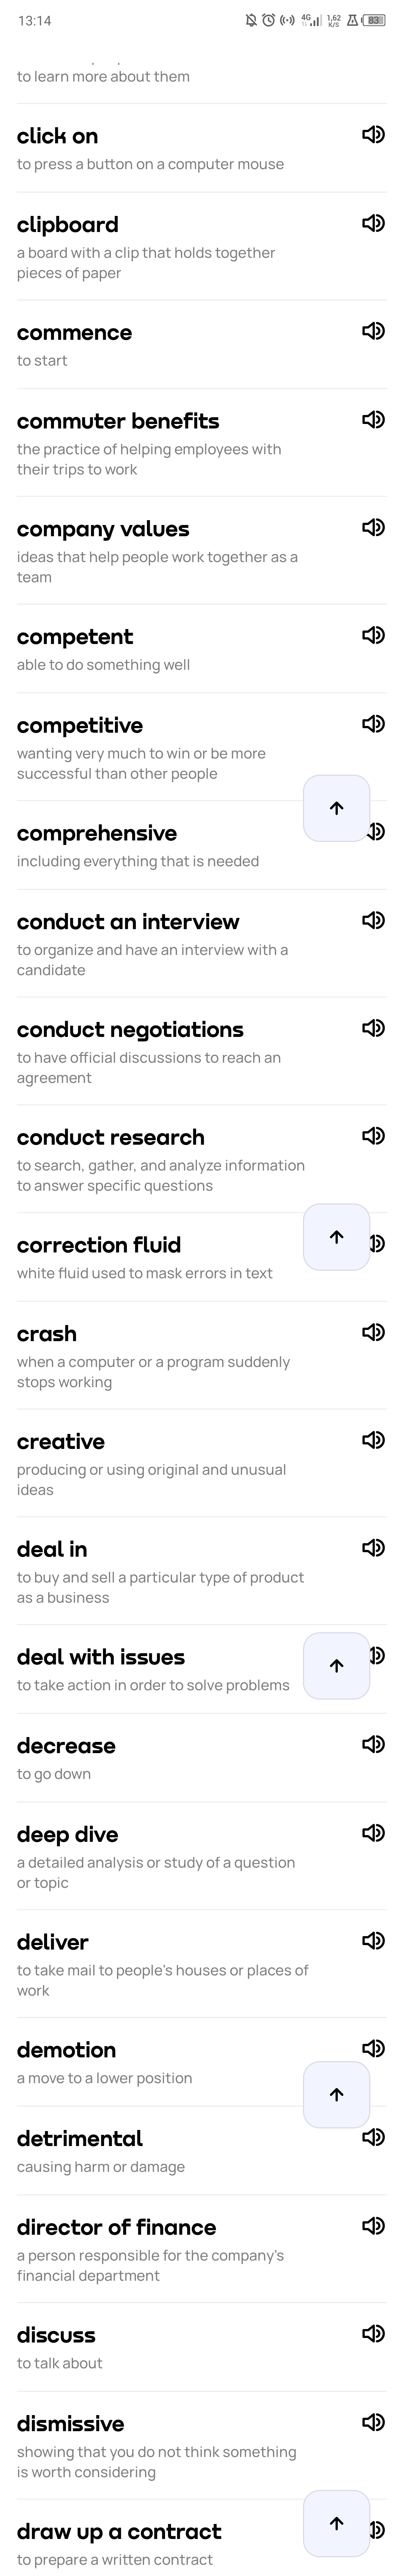 13:14
4G
1,62
K/S
83
to learn more about them
click on
to press a button on a computer mouse
clipboard
a board with a clip that holds together
pieces of paper
commence
to start
commuter benefits
the practice of helping employees with
their trips to work
company values
ideas that help people work together as a
team
competent
able to do something well
competitive
wanting very much to win or be more
successful than other people
comprehensive
including everything that is needed
conduct an interview
to organize and have an interview with a
candidate
conduct negotiations
to have official discussions to reach an
agreement
conduct research
to search, gather, and analyze information
to answer specific questions
correction fluid
white fluid used to mask errors in text
crash
when a computer or a program suddenly
stops working
creative
producing or using original and unusual
ideas
deal in
to buy and sell a particular type of product
as a business
deal with issues
to take action in order to solve problems
decrease
to go down
deep dive
a detailed analysis or study of a question
or topic
deliver
to take mail to people's houses or places of
work
demotion
a move to a lower position
detrimental
causing harm or damage
director of finance
a person responsible for the company's
financial department
discuss
to talk about
dismissive
showing that you do not think something
is worth considering
draw up a contract
to prepare a written contract